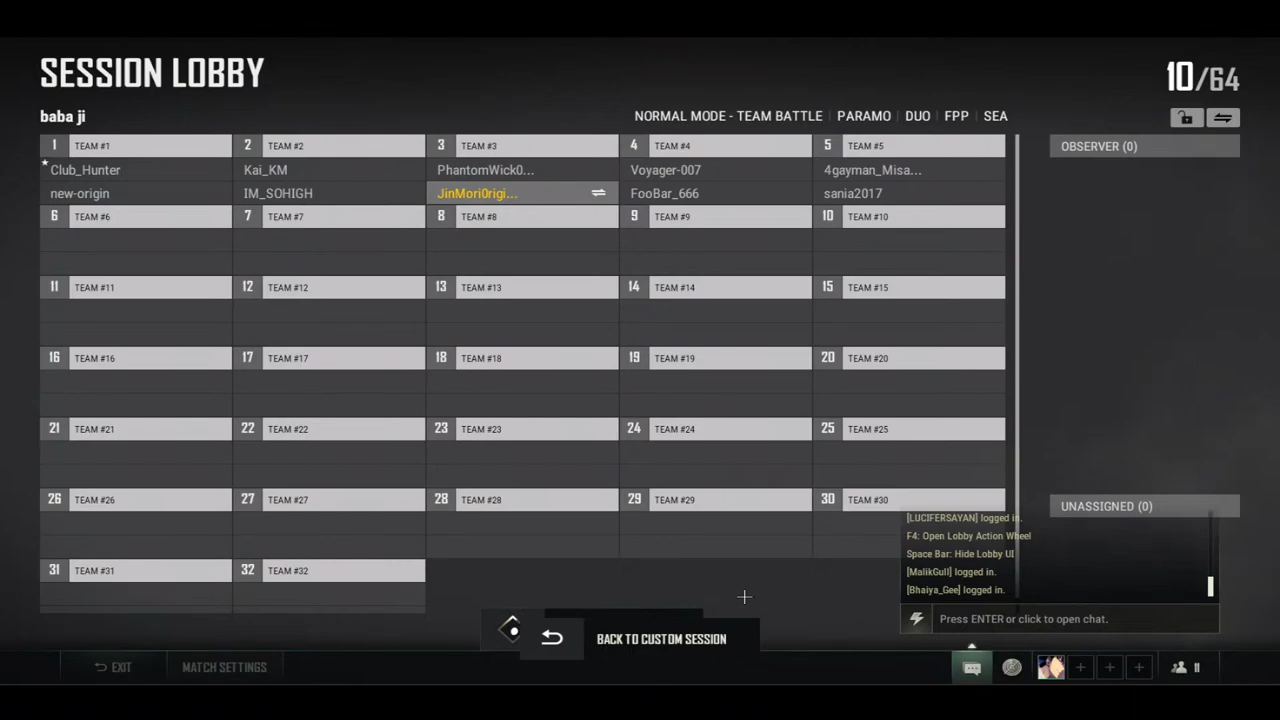 SESSION LOBBY
10/64
baba ji
NORMAL MODE - TEAM BATTLE | PARAMO | DUO | FPP | SEA
1 TEAM #1 2 TEAM #2 3 TEAM #3 4 TEAM #4 5 TEAM #5
OBSERVER (0)
Club_Hunter Kai_KM PhantomWick0... Voyager-007 4gayman_Misa...
new-origin IM_SOHIGH JinMori0rigi... FooBar_666 sania2017
6 TEAM #6 7 TEAM #7 8 TEAM #8 9 TEAM #9 10 TEAM #10
11 TEAM #11 12 TEAM #12 13 TEAM #13 14 TEAM #14 15 TEAM #15
16 TEAM #16 17 TEAM #17 18 TEAM #18 19 TEAM #19 20 TEAM #20
21 TEAM #21 22 TEAM #22 23 TEAM #23 24 TEAM #24 25 TEAM #25
26 TEAM #26 27 TEAM #27 28 TEAM #28 29 TEAM #29 30 TEAM #30
UNASSIGNED (0)
[LUCIFERSAYAN] logged in.
F4: Open Lobby Action Wheel
Space Bar: Hide Lobby UI
[MalikGull] logged in.
[Bhaiya_Gee] logged in.
31 TEAM #31 32 TEAM #32
Press ENTER or click to open chat.
BACK TO CUSTOM SESSION
EXIT MATCH SETTINGS
11